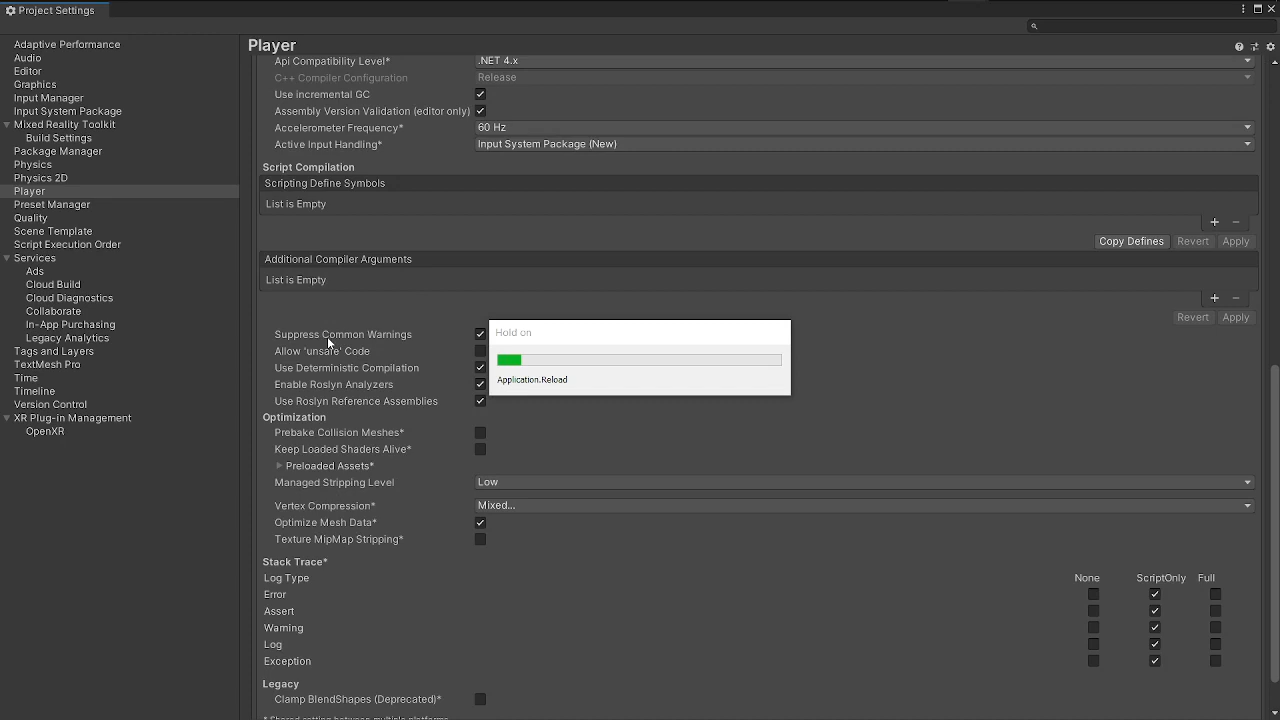 Project Settings
Adaptive Performance
Audio
Editor
Graphics
Input Manager
Input System Package
Mixed Reality Toolkit
Build Settings
Package Manager
Physics
Physics 2D
Player
Preset Manager
Quality
Scene Template
Script Execution Order
Services
Ads
Cloud Build
Cloud Diagnostics
Collaborate
In-App Purchasing
Legacy Analytics
Tags and Layers
TextMesh Pro
Time
Timeline
Version Control
XR Plug-in Management
OpenXR
Player
Api Compatibility Level* .NET 4.x
C++ Compiler Configuration Release
Use incremental GC
Assembly Version Validation (editor only)
Accelerometer Frequency* 60 Hz
Active Input Handling* Input System Package (New)
Script Compilation
Scripting Define Symbols
List is Empty
+ −
Copy Defines Revert Apply
Additional Compiler Arguments
List is Empty
+ −
Revert Apply
Suppress Common Warnings
Allow 'unsafe' Code
Use Deterministic Compilation
Enable Roslyn Analyzers
Use Roslyn Reference Assemblies
Hold on
Application.Reload
Optimization
Prebake Collision Meshes*
Keep Loaded Shaders Alive*
Preloaded Assets*
Managed Stripping Level Low
Vertex Compression* Mixed...
Optimize Mesh Data*
Texture MipMap Stripping*
Stack Trace*
Log Type None ScriptOnly Full
Error
Assert
Warning
Log
Exception
Legacy
Clamp BlendShapes (Deprecated)*
* Shared setting between multiple platforms